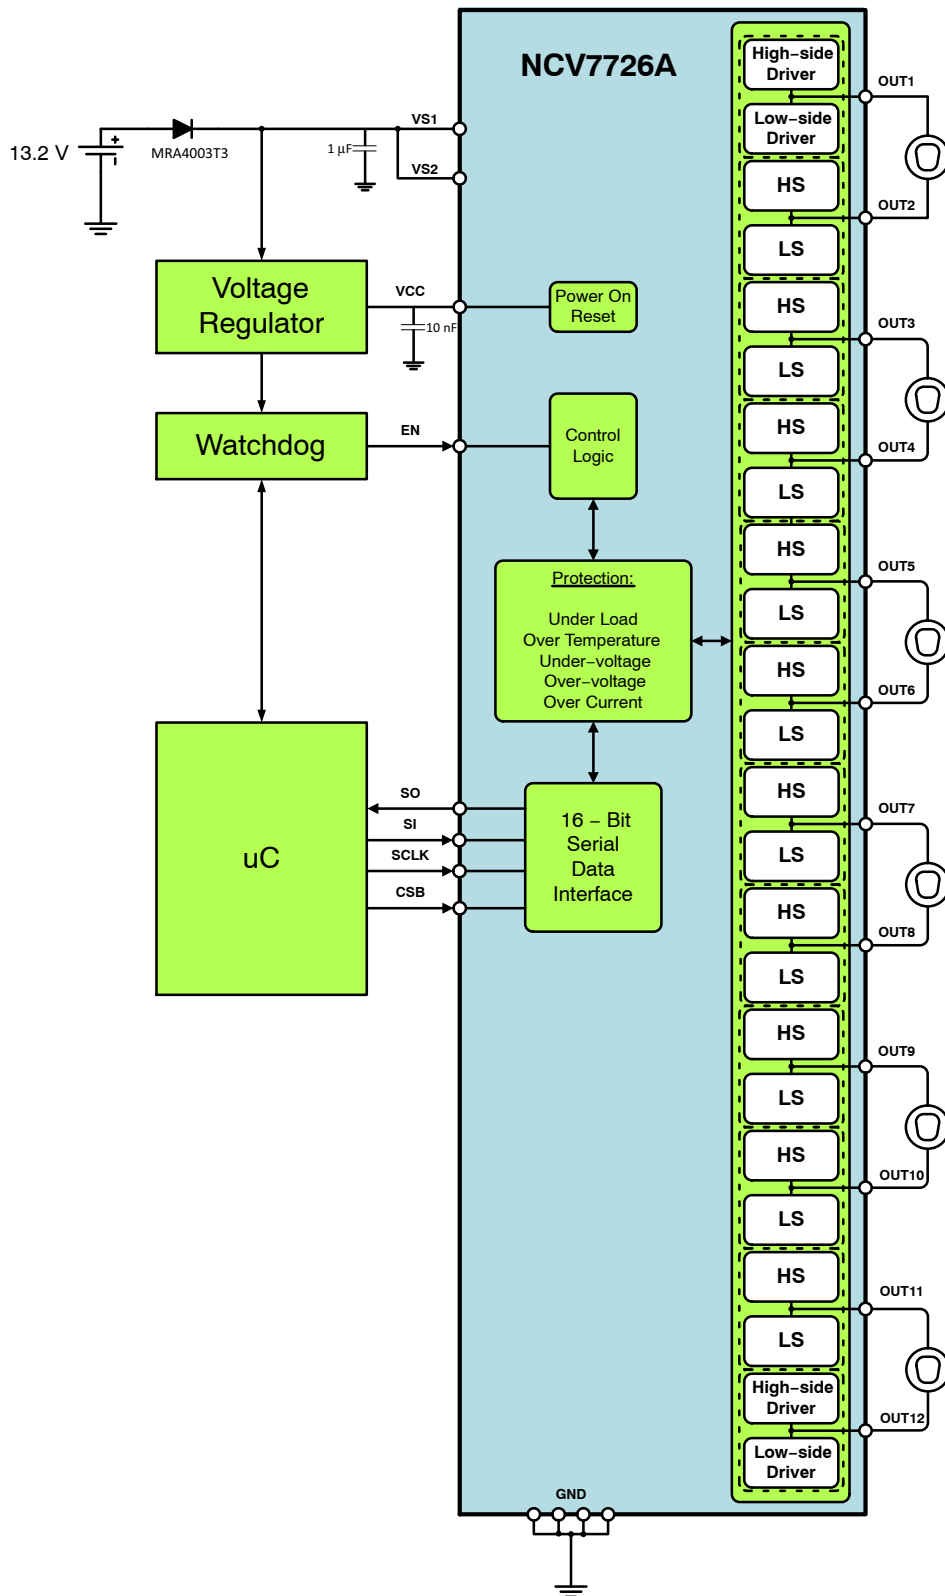 NCV7726A
High–side
Driver
OUT1
Low–side
Driver
VS1
13.2 V
+
MRA4003T3
1 µF
VS2
HS
OUT2
LS
Voltage
Regulator
VCC
10 nF
Power On
Reset
HS
OUT3
LS
Watchdog
EN
Control
Logic
HS
OUT4
LS
HS
OUT5
Protection:
Under Load
Over Temperature
Under–voltage
Over–voltage
Over Current
LS
HS
OUT6
LS
uC
SO
SI
SCLK
CSB
16 – Bit
Serial
Data
Interface
HS
OUT7
LS
HS
OUT8
LS
HS
OUT9
LS
HS
OUT10
LS
HS
OUT11
LS
High–side
Driver
OUT12
Low–side
Driver
GND